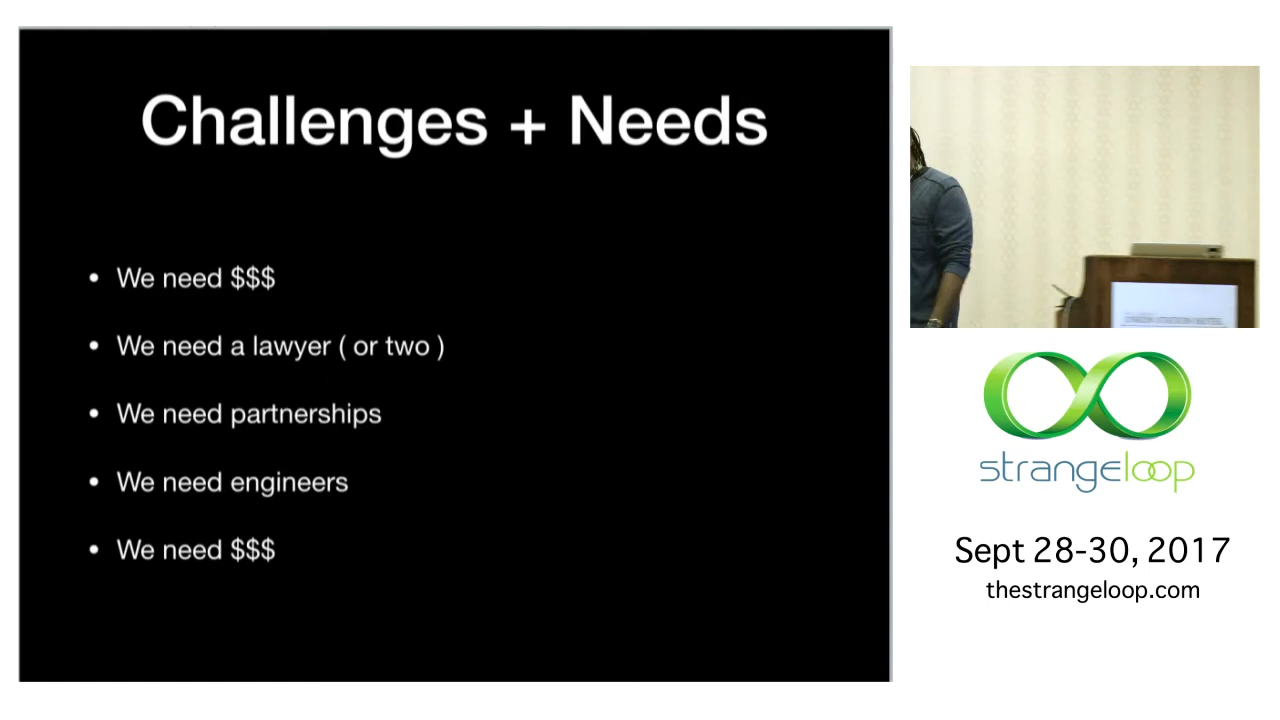 Challenges + Needs
• We need $$$
• We need a lawyer ( or two )
• We need partnerships
• We need engineers
• We need $$$
strangeloop
Sept 28-30, 2017
thestrangeloop.com